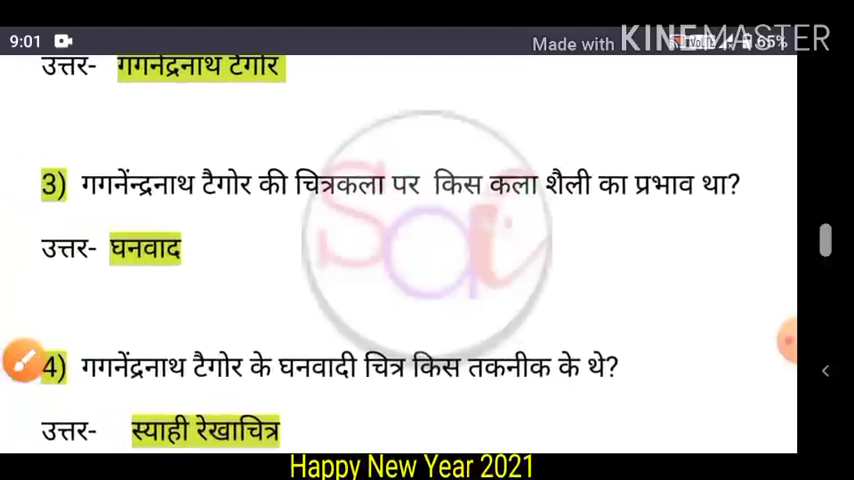 9:01
Made with KINEMASTER
65%
उत्तर- गगनेंद्रनाथ टैगोर
3) गगनेंन्द्रनाथ टैगोर की चित्रकला पर किस कला शैली का प्रभाव था?
उत्तर- घनवाद
4) गगनेंद्रनाथ टैगोर के घनवादी चित्र किस तकनीक के थे?
उत्तर- स्याही रेखाचित्र
Happy New Year 2021